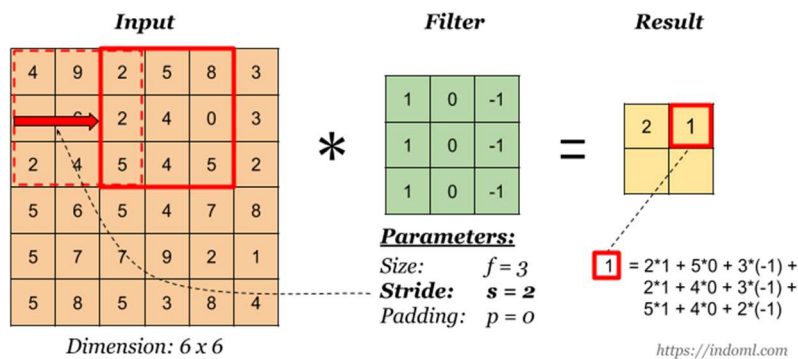 Input Filter Result
4 9 2 5 8 3
6 2 4 0 3
2 4 5 4 5 2
5 6 5 4 7 8
5 7 7 9 2 1
5 8 5 3 8 4
Dimension: 6 x 6
*
1 0 -1
1 0 -1
1 0 -1
Parameters:
Size: f = 3
Stride: s = 2
Padding: p = 0
=
2 1
1 = 2*1 + 5*0 + 3*(-1) +
2*1 + 4*0 + 3*(-1) +
5*1 + 4*0 + 2*(-1)
https://indoml.com